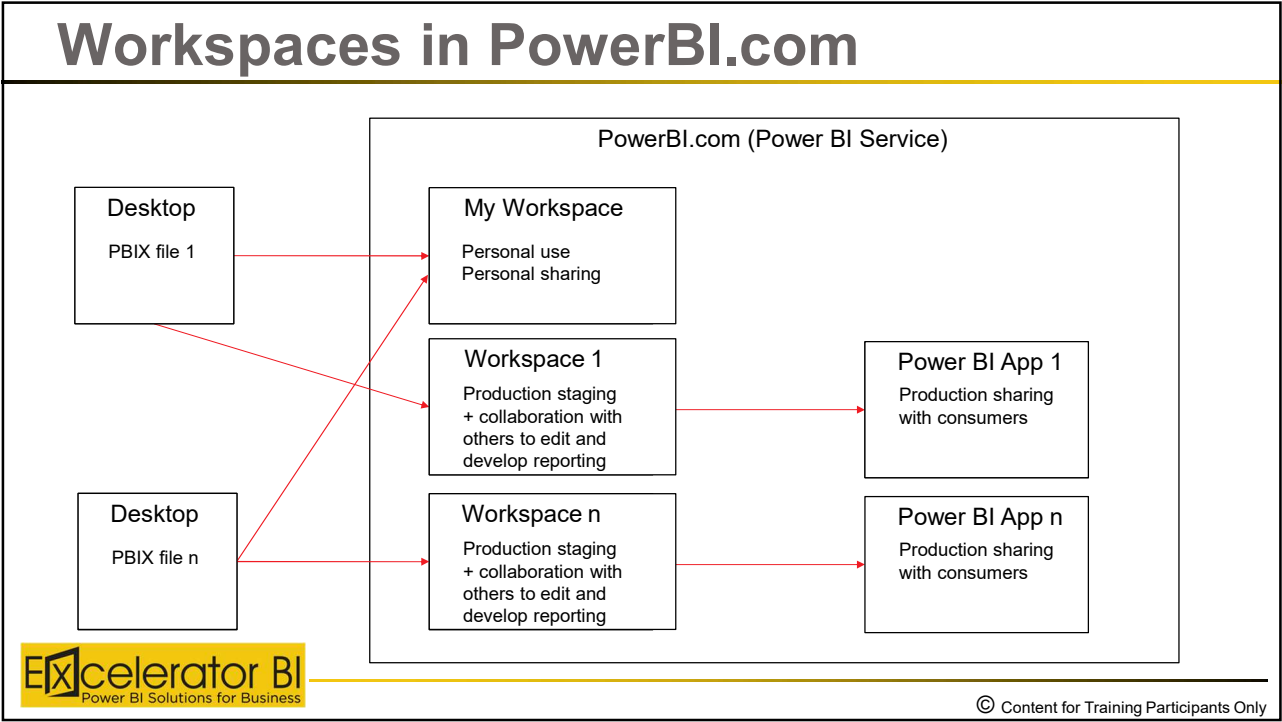 Workspaces in PowerBI.com
PowerBI.com (Power BI Service)
Desktop
PBIX file 1
My Workspace
Personal use
Personal sharing
Workspace 1
Production staging
+ collaboration with
others to edit and
develop reporting
Power BI App 1
Production sharing
with consumers
Desktop
PBIX file n
Workspace n
Production staging
+ collaboration with
others to edit and
develop reporting
Power BI App n
Production sharing
with consumers
Excelerator BI
Power BI Solutions for Business
© Content for Training Participants Only